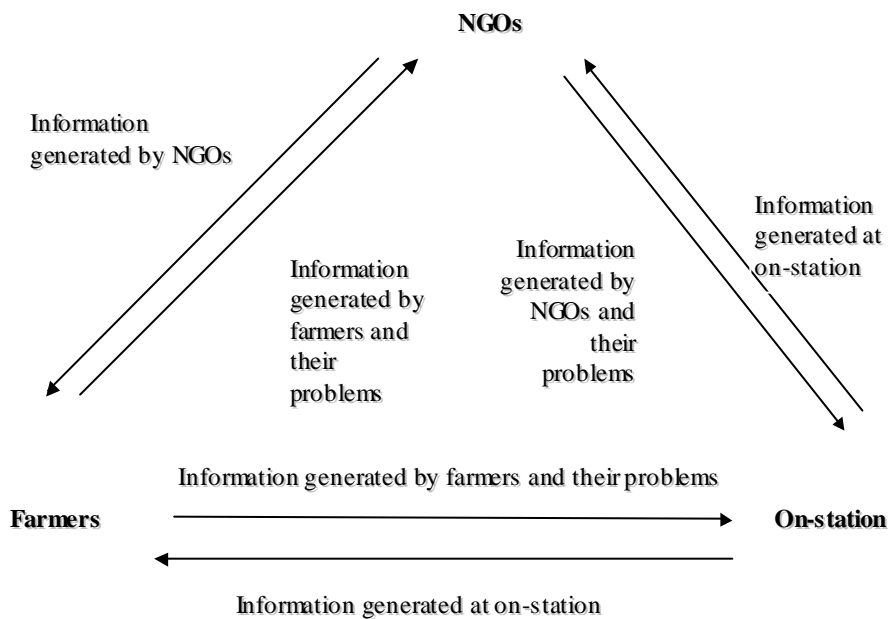 NGOs
Information
generated by NGOs
Information
generated at
on-station
Information
generated by
farmers and
their
problems
Information
generated by
NGOs and
their
problems
Information generated by farmers and their problems
Farmers
On-station
Information generated at on-station